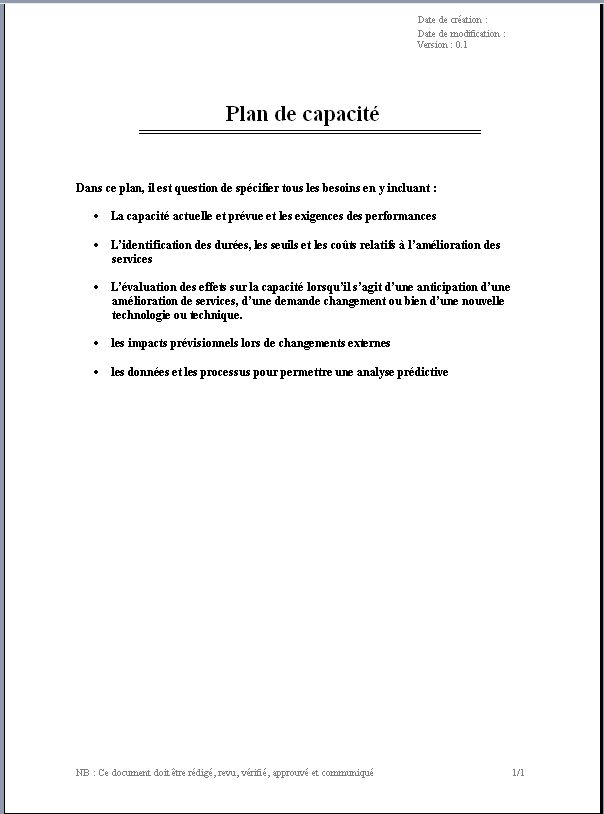 Date de création :
Date de modification :
Version : 0.1
Plan de capacité
Dans ce plan, il est question de spécifier tous les besoins en y incluant :
• La capacité actuelle et prévue et les exigences des performances
• L’identification des durées, les seuils et les coûts relatifs à l’amélioration des
services
• L’évaluation des effets sur la capacité lorsqu’il s’agit d’une anticipation d’une
amélioration de services, d’une demande changement ou bien d’une nouvelle
technologie ou technique.
• les impacts prévisionnels lors de changements externes
• les données et les processus pour permettre une analyse prédictive
NB : Ce document doit être rédigé, revu, vérifié, approuvé et communiqué 1/1